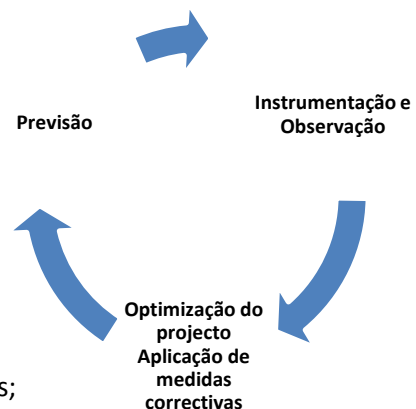 Previsão
Instrumentação e
Observação
Optimização do
projecto
Aplicação de
medidas
correctivas
s;